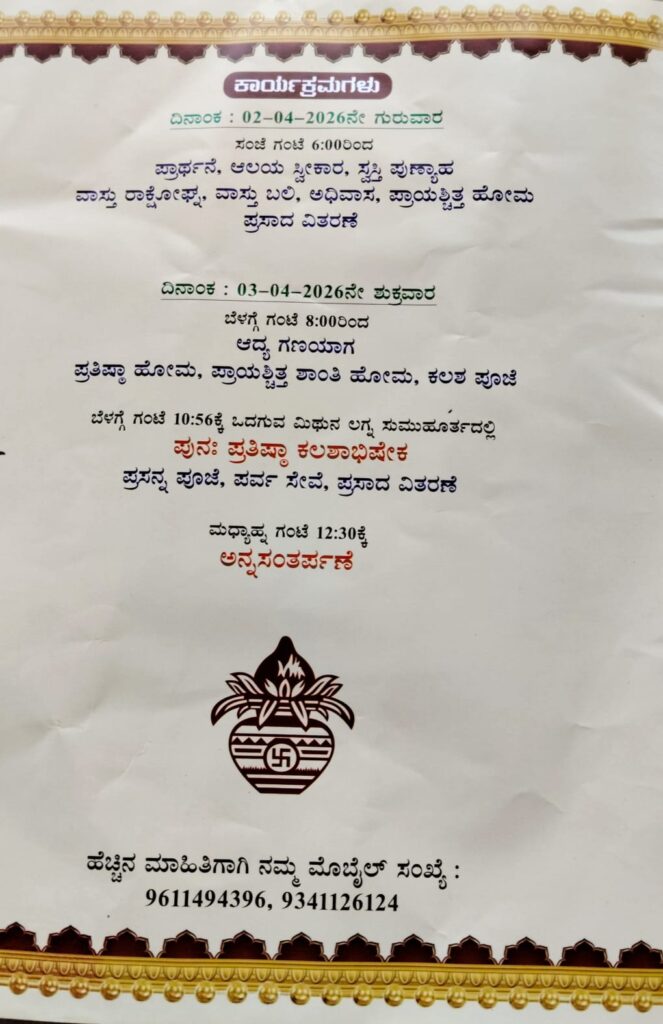 ಕಾರ್ಯಕ್ರಮಗಳು
ದಿನಾಂಕ : 02-04-2026ನೇ ಗುರುವಾರ
ಸಂಜೆ ಗಂಟೆ 6:00ರಿಂದ
ಪ್ರಾರ್ಥನೆ, ಆಲಯ ಸ್ವೀಕಾರ, ಸ್ವಸ್ತಿ ಪುಣ್ಯಾಹ
ವಾಸ್ತು ರಾಕ್ಷೋಘ್ನ, ವಾಸ್ತು ಬಲಿ, ಅಧಿವಾಸ, ಪ್ರಾಯಶ್ಚಿತ್ತ ಹೋಮ
ಪ್ರಸಾದ ವಿತರಣೆ
ದಿನಾಂಕ : 03-04-2026ನೇ ಶುಕ್ರವಾರ
ಬೆಳಗ್ಗೆ ಗಂಟೆ 8:00ರಿಂದ
ಆದ್ಯ ಗಣಯಾಗ
ಪ್ರತಿಷ್ಠಾ ಹೋಮ, ಪ್ರಾಯಶ್ಚಿತ್ತ ಶಾಂತಿ ಹೋಮ, ಕಲಶ ಪೂಜೆ
ಬೆಳಗ್ಗೆ ಗಂಟೆ 10:56ಕ್ಕೆ ಒದಗುವ ಮಿಥುನ ಲಗ್ನ ಸುಮುಹೂರ್ತದಲ್ಲಿ
ಪುನಃ ಪ್ರತಿಷ್ಠಾ ಕಲಶಾಭಿಷೇಕ
ಪ್ರಸನ್ನ ಪೂಜೆ, ಪರ್ವ ಸೇವೆ, ಪ್ರಸಾದ ವಿತರಣೆ
ಮಧ್ಯಾಹ್ನ ಗಂಟೆ 12:30ಕ್ಕೆ
ಅನ್ನಸಂತರ್ಪಣೆ
ಹೆಚ್ಚಿನ ಮಾಹಿತಿಗಾಗಿ ನಮ್ಮ ಮೊಬೈಲ್ ಸಂಖ್ಯೆ :
9611494396, 9341126124